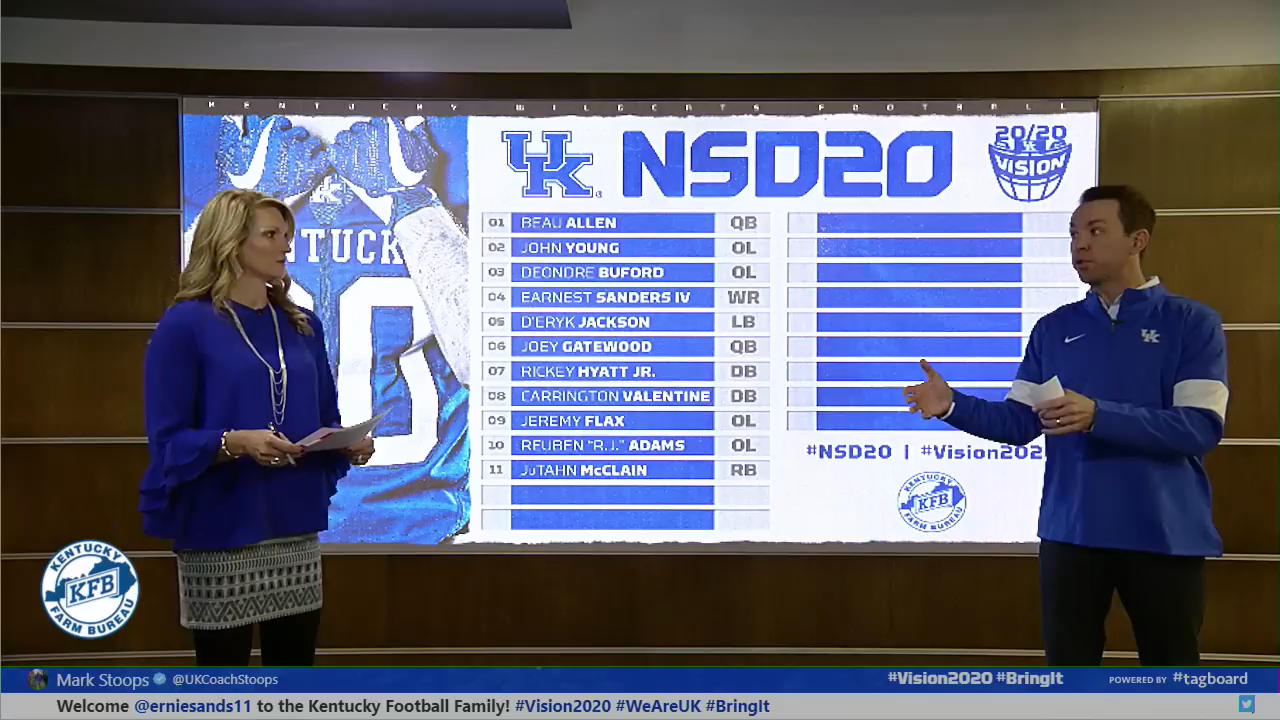 KENTUCKY WILDCATS FOOTBALL
UK NSD20
20/20
VISION
NTUCK
01 BEAU ALLEN QB
02 JOHN YOUNG OL
03 DEONDRE BUFORD OL
04 EARNEST SANDERS IV WR
05 D'ERYK JACKSON LB
06 JOEY GATEWOOD QB
07 RICKEY HYATT JR. DB
08 CARRINGTON VALENTINE DB
09 JEREMY FLAX OL
10 REUBEN "R.J." ADAMS OL
11 JuTAHN McCLAIN RB
#NSD20 | #Vision202
KENTUCKY
KFB
FARM BUREAU
UK
KENTUCKY
KFB
FARM BUREAU
Mark Stoops @UKCoachStoops
#Vision2020 #BringIt
POWERED BY #tagboard
Welcome @erniesands11 to the Kentucky Football Family! #Vision2020 #WeAreUK #BringIt